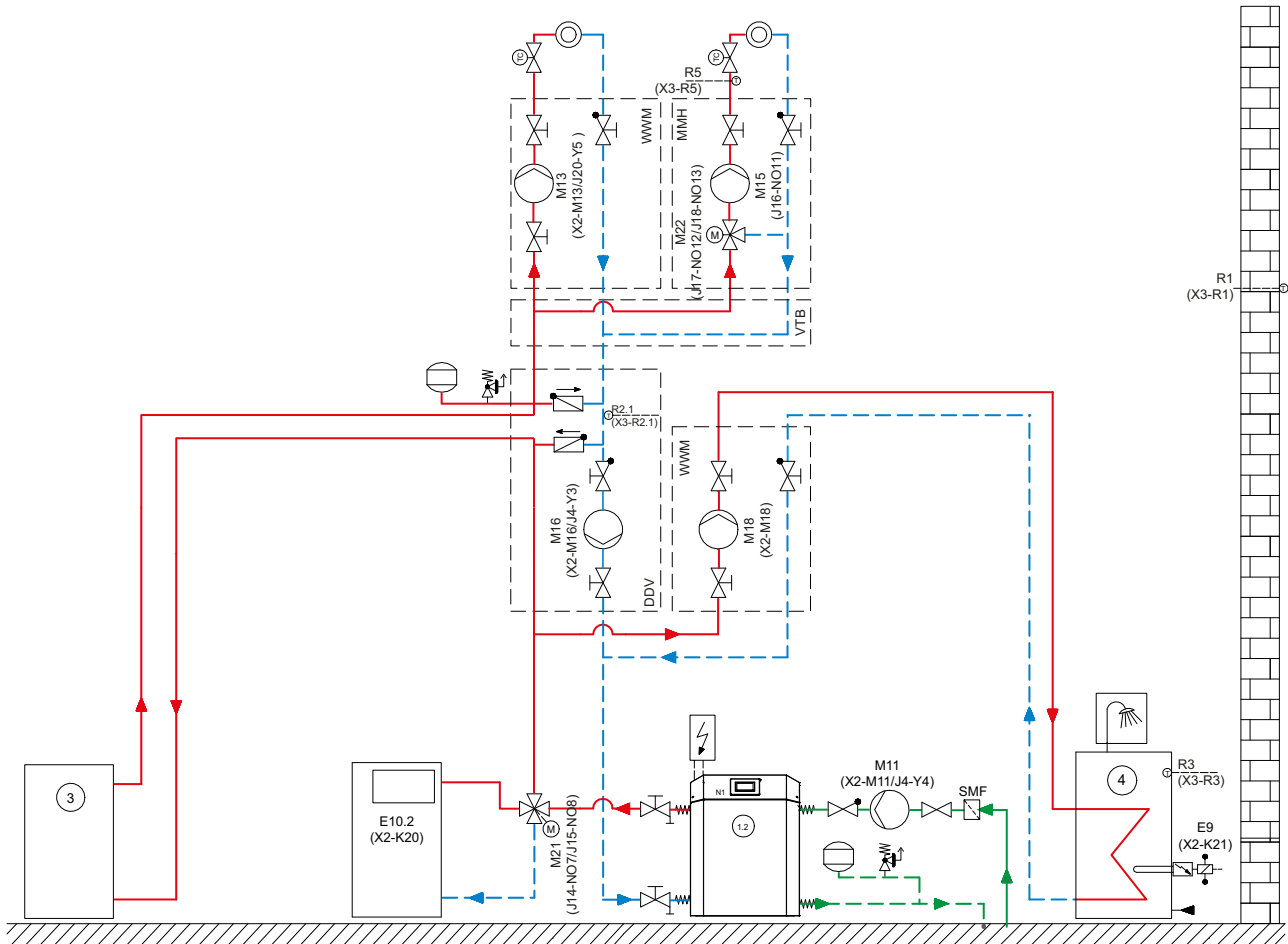 TC
TC
R5
(X3-R5)
T
WWM
MMH
M13
(X2-M13/J20-Y5 )
M15
(J16-NO11)
M22
(J17-NO12/J18-NO13)
M
R1
(X3-R1)
T
VTB
R2.1
(X3-R2.1)
T
WWM
M16
(X2-M16/J4-Y3)
M18
(X2-M18)
DDV
3
E10.2
(X2-K20)
M
M21
(J14-NO7/J15-NO8)
N1
1.2
M11
(X2-M11/J4-Y4)
SMF
4
T
R3
(X3-R3)
E9
(X2-K21)